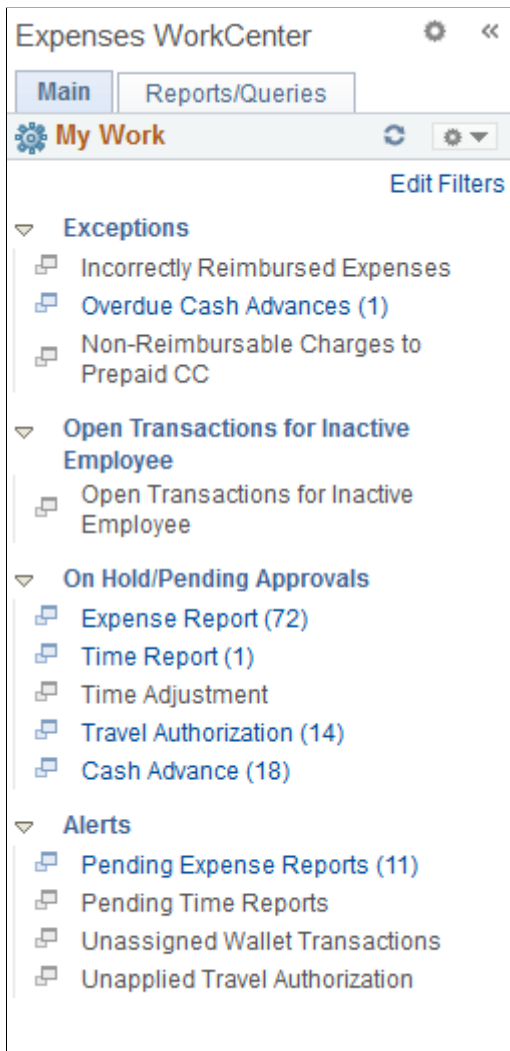 Expenses WorkCenter
Main
Reports/Queries
My Work
Edit Filters
Exceptions
Incorrectly Reimbursed Expenses
Overdue Cash Advances (1)
Non-Reimbursable Charges to
Prepaid CC
Open Transactions for Inactive
Employee
Open Transactions for Inactive
Employee
On Hold/Pending Approvals
Expense Report (72)
Time Report (1)
Time Adjustment
Travel Authorization (14)
Cash Advance (18)
Alerts
Pending Expense Reports (11)
Pending Time Reports
Unassigned Wallet Transactions
Unapplied Travel Authorization